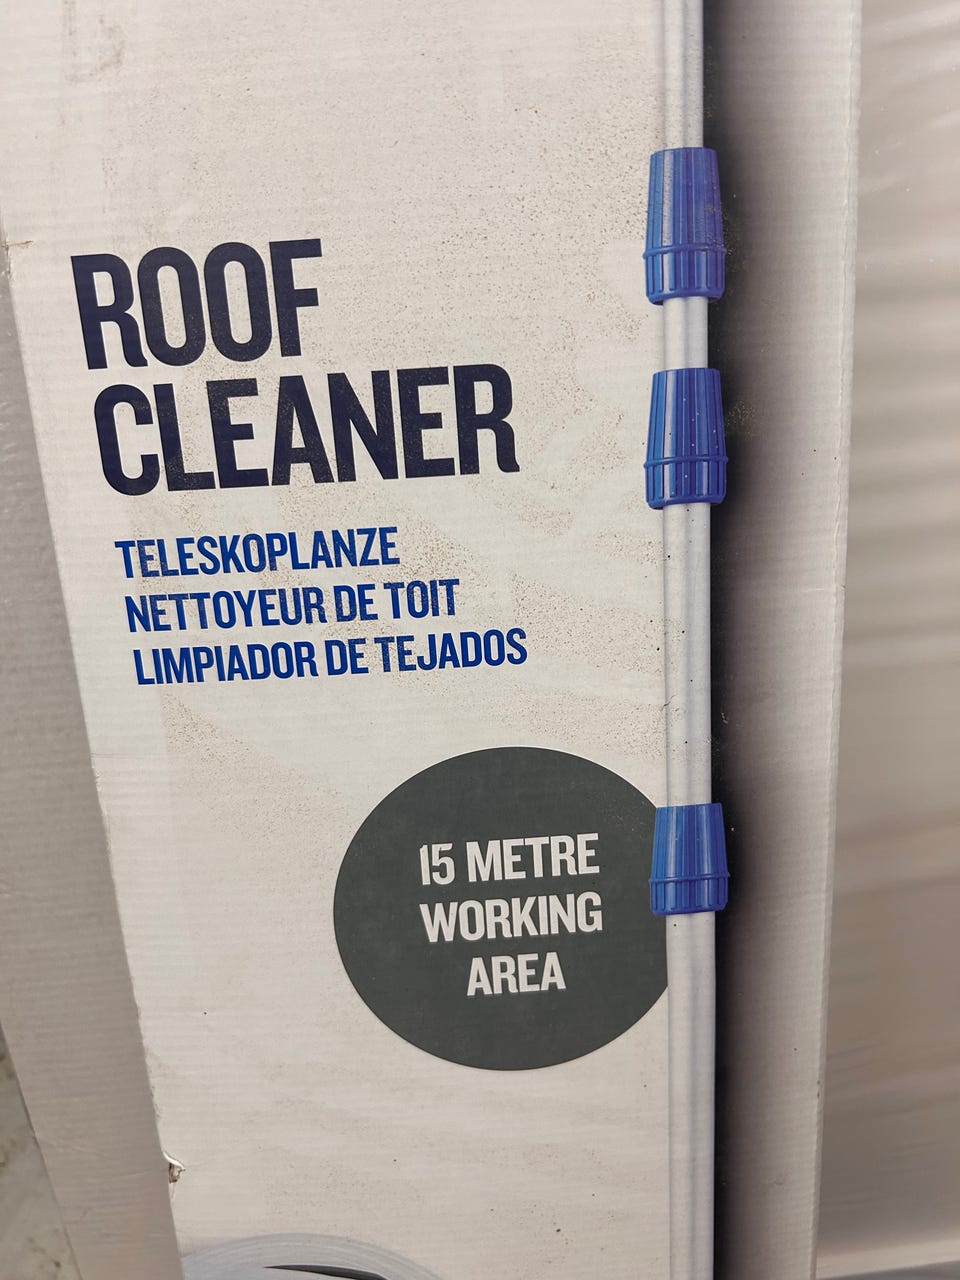 ROOF
CLEANER
TELESKOPLANZE
NETTOYEUR DE TOIT
LIMPIADOR DE TEJADOS
15 METRE
WORKING
AREA